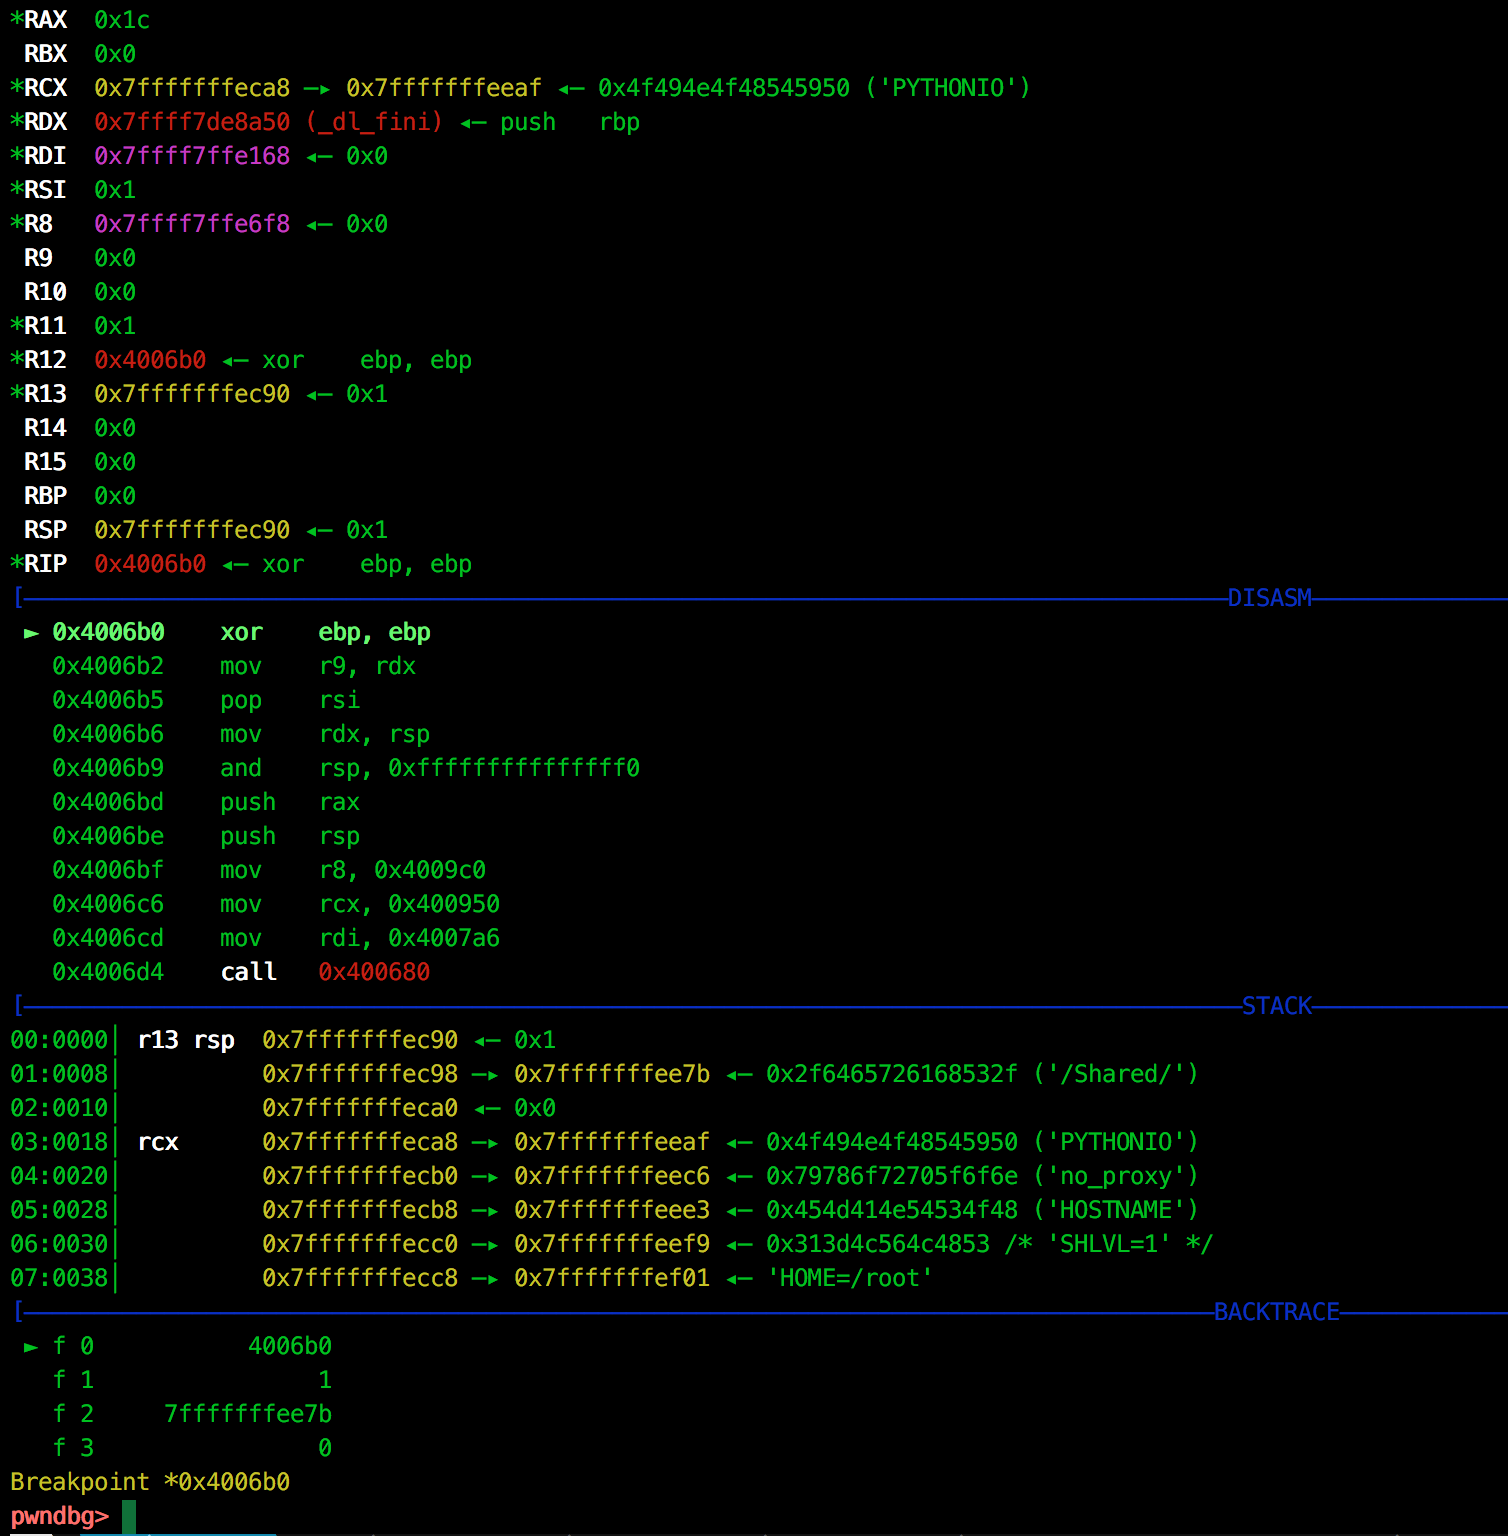 *RAX  0x1c
 RBX  0x0
*RCX  0x7fffffffeca8 —▸ 0x7fffffffeeaf ◂— 0x4f494e4f48545950 ('PYTHONIO')
*RDX  0x7ffff7de8a50 (_dl_fini) ◂— push   rbp
*RDI  0x7ffff7ffe168 ◂— 0x0
*RSI  0x1
*R8   0x7ffff7ffe6f8 ◂— 0x0
 R9   0x0
 R10  0x0
*R11  0x1
*R12  0x4006b0 ◂— xor    ebp, ebp
*R13  0x7fffffffec90 ◂— 0x1
 R14  0x0
 R15  0x0
 RBP  0x0
 RSP  0x7fffffffec90 ◂— 0x1
*RIP  0x4006b0 ◂— xor    ebp, ebp
[DISASM
 ► 0x4006b0    xor    ebp, ebp
   0x4006b2    mov    r9, rdx
   0x4006b5    pop    rsi
   0x4006b6    mov    rdx, rsp
   0x4006b9    and    rsp, 0xfffffffffffffff0
   0x4006bd    push   rax
   0x4006be    push   rsp
   0x4006bf    mov    r8, 0x4009c0
   0x4006c6    mov    rcx, 0x400950
   0x4006cd    mov    rdi, 0x4007a6
   0x4006d4    call   0x400680
[STACK
00:0000│ r13 rsp  0x7fffffffec90 ◂— 0x1
01:0008│          0x7fffffffec98 —▸ 0x7fffffffee7b ◂— 0x2f6465726168532f ('/Shared/')
02:0010│          0x7fffffffeca0 ◂— 0x0
03:0018│ rcx      0x7fffffffeca8 —▸ 0x7fffffffeeaf ◂— 0x4f494e4f48545950 ('PYTHONIO')
04:0020│          0x7fffffffecb0 —▸ 0x7fffffffeec6 ◂— 0x79786f72705f6f6e ('no_proxy')
05:0028│          0x7fffffffecb8 —▸ 0x7fffffffeee3 ◂— 0x454d414e54534f48 ('HOSTNAME')
06:0030│          0x7fffffffecc0 —▸ 0x7fffffffeef9 ◂— 0x313d4c564c4853 /* 'SHLVL=1' */
07:0038│          0x7fffffffecc8 —▸ 0x7fffffffef01 ◂— 'HOME=/root'
[BACKTRACE
 ► f 0           4006b0
   f 1                1
   f 2     7fffffffee7b
   f 3                0
Breakpoint *0x4006b0
pwndbg>